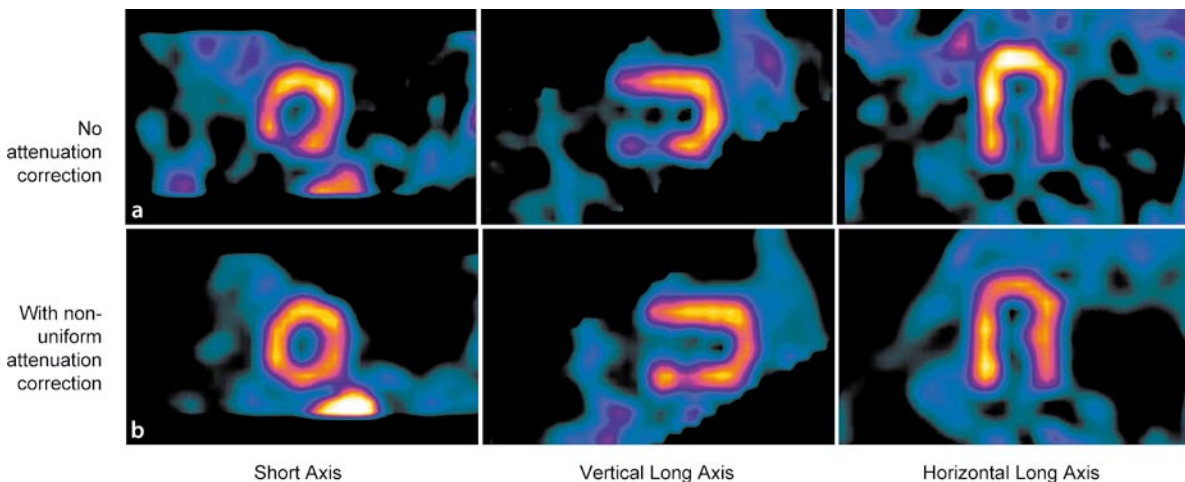 No
attenuation
correction
a
With non-
uniform
attenuation
correction
b
Short Axis
Vertical Long Axis
Horizontal Long Axis